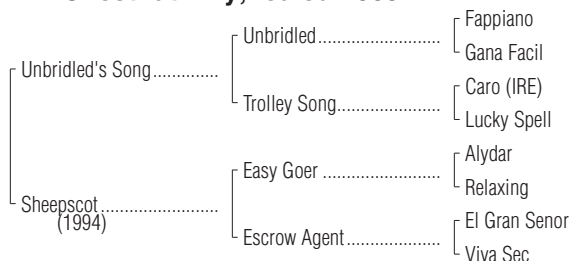 Fappiano
Unbridled
Gana Facil
Unbridled's Song
Caro (IRE)
Trolley Song
Lucky Spell
Alydar
Easy Goer
Relaxing
Sheepscot
(1994)
El Gran Senor
Escrow Agent
Viva Sec